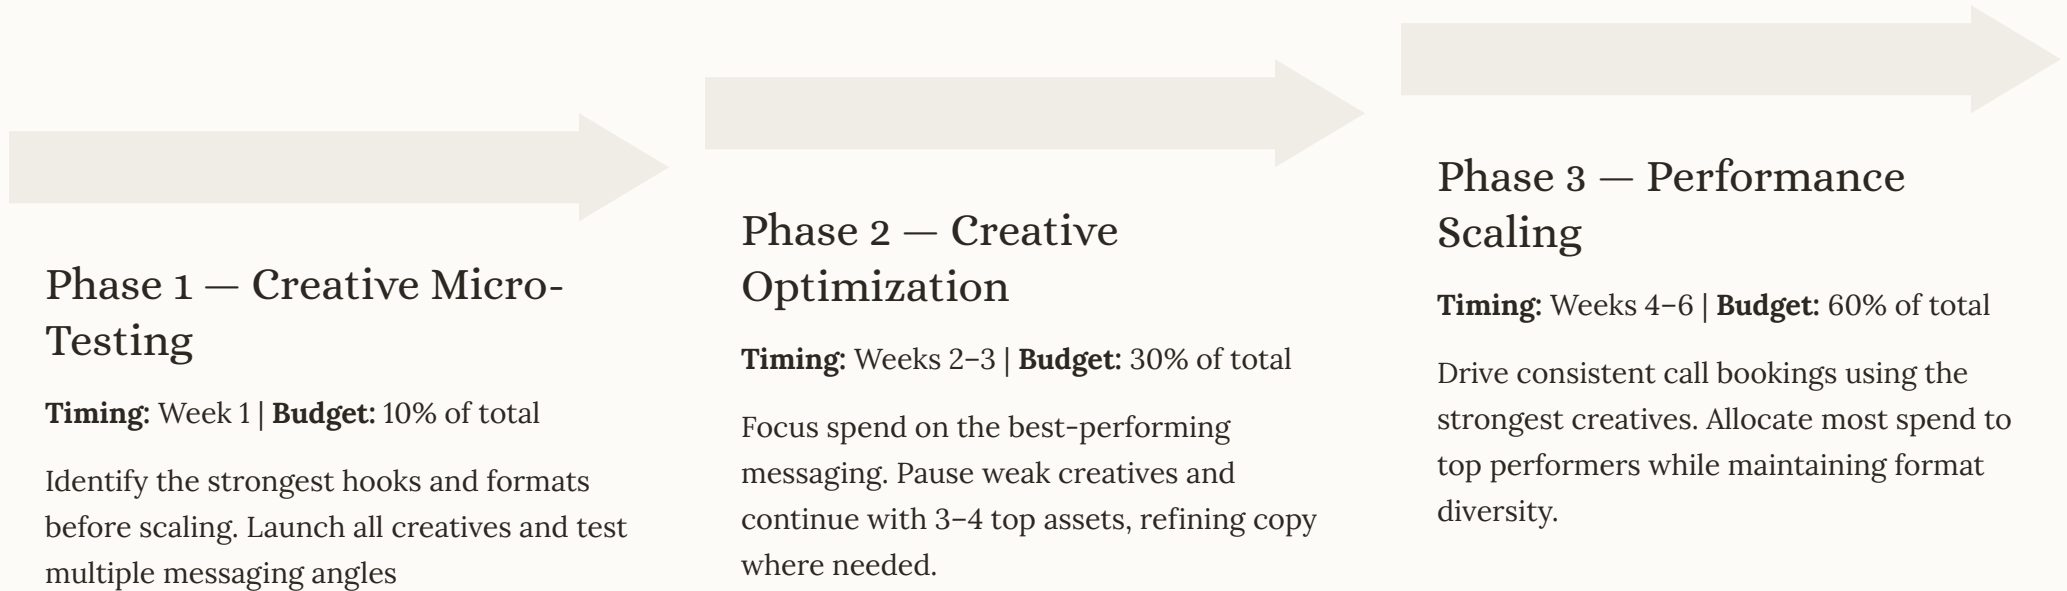 Phase 1 — Creative Micro-
Testing
Timing: Week 1 | Budget: 10% of total
Identify the strongest hooks and formats
before scaling. Launch all creatives and test
multiple messaging angles
Phase 2 — Creative
Optimization
Timing: Weeks 2–3 | Budget: 30% of total
Focus spend on the best-performing
messaging. Pause weak creatives and
continue with 3–4 top assets, refining copy
where needed.
Phase 3 — Performance
Scaling
Timing: Weeks 4–6 | Budget: 60% of total
Drive consistent call bookings using the
strongest creatives. Allocate most spend to
top performers while maintaining format
diversity.